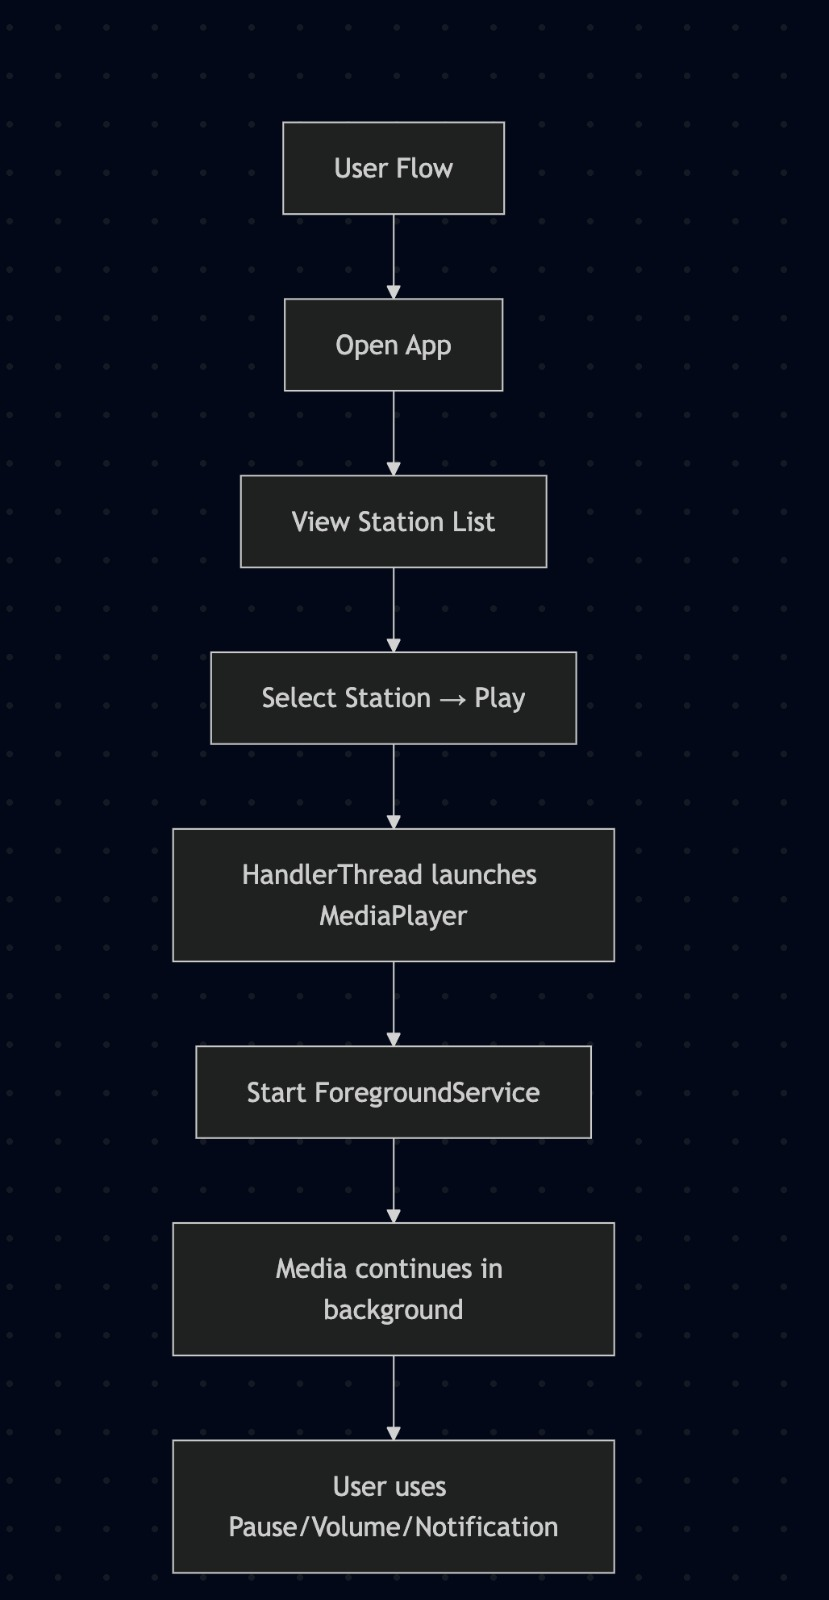 User Flow
Open App
View Station List
Select Station → Play
HandlerThread launches
MediaPlayer
Start ForegroundService
Media continues in
background
User uses
Pause/Volume/Notification